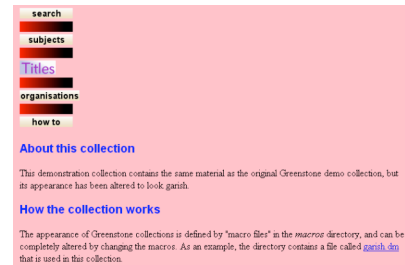 search
subjects
Titles
organisations
how to
About this collection
This demonstration collection contains the same material as the original Greenstone demo collection, but
its appearance has been altered to look garish.
How the collection works
The appearance of Greenstone collections is defined by "macro files" in the macros directory, and can be
completely altered by changing the macros. As an example, the directory contains a file called garish.dm
that is used in this collection.